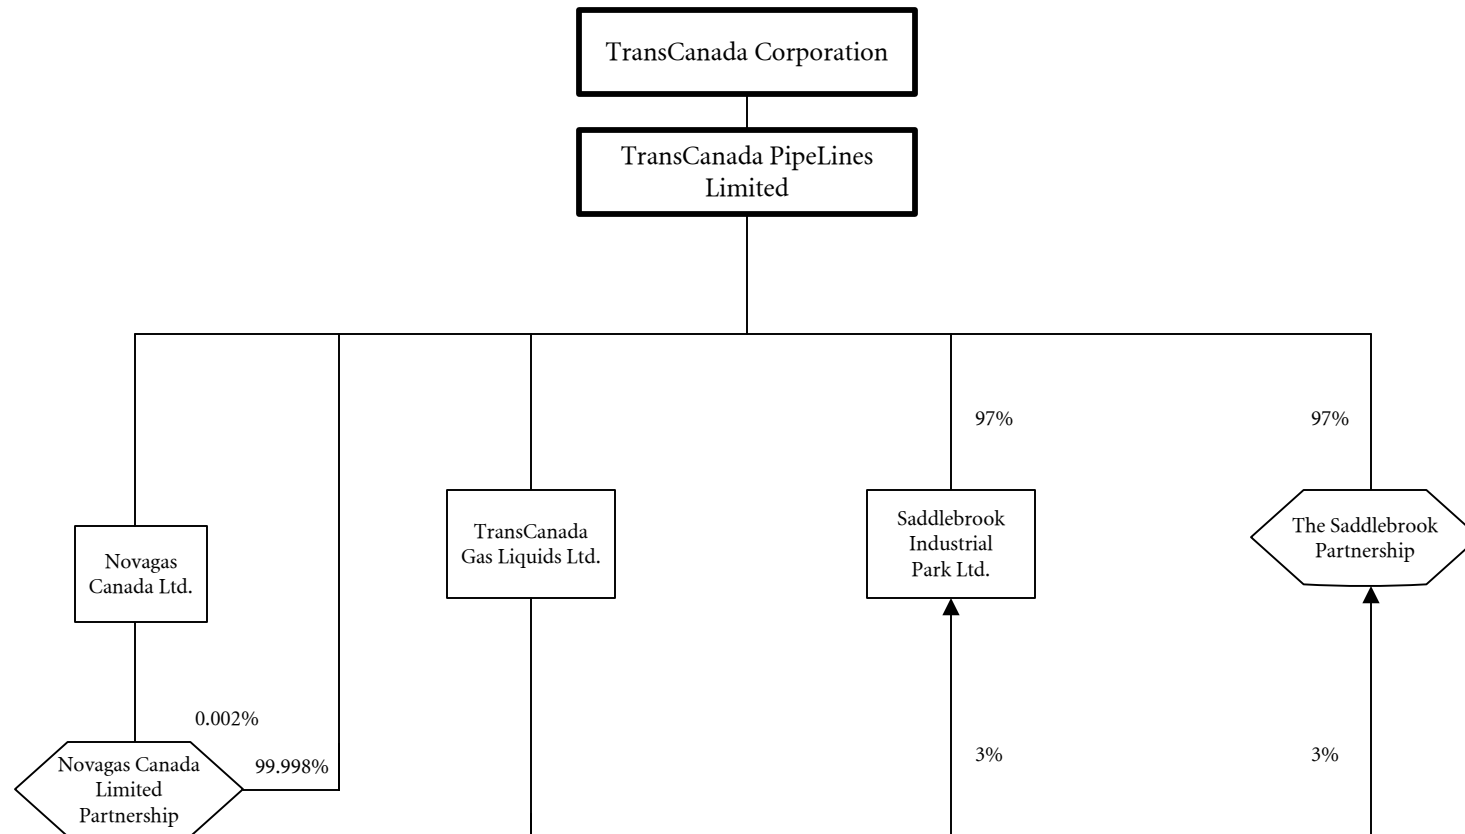 TransCanada Corporation
TransCanada PipeLines
Limited
97%
97%
TransCanada
Gas Liquids Ltd.
Saddlebrook
Industrial
Park Ltd.
The Saddlebrook
Partnership
Novagas
Canada Ltd.
0.002%
99.998%
3%
3%
Novagas Canada
Limited
Partnership